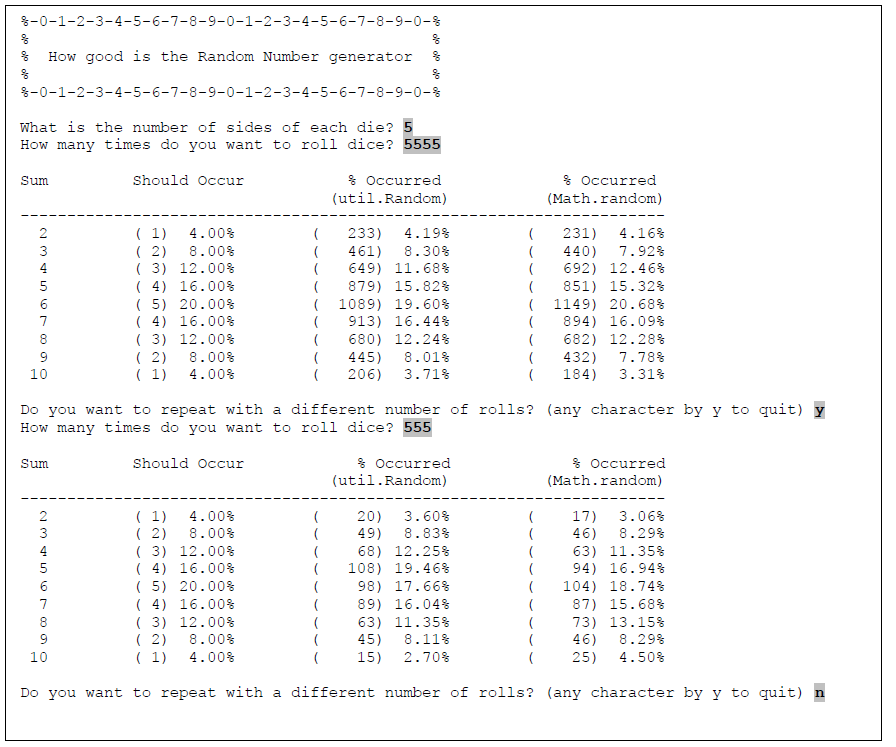 %-0-1-2-3-4-5-6-7-8-9-0-1-2-3-4-5-6-7-8-9-0-%
%                                           %
%  How good is the Random Number generator  %
%                                           %
%-0-1-2-3-4-5-6-7-8-9-0-1-2-3-4-5-6-7-8-9-0-%
What is the number of sides of each die? 5
How many times do you want to roll dice? 5555
Sum         Should Occur           % Occurred             % Occurred
                                 (util.Random)          (Math.random)
---------------------------------------------------------------------
  2         ( 1)  4.00%        (   233)  4.19%        (   231)  4.16%
  3         ( 2)  8.00%        (   461)  8.30%        (   440)  7.92%
  4         ( 3) 12.00%        (   649) 11.68%        (   692) 12.46%
  5         ( 4) 16.00%        (   879) 15.82%        (   851) 15.32%
  6         ( 5) 20.00%        (  1089) 19.60%        (  1149) 20.68%
  7         ( 4) 16.00%        (   913) 16.44%        (   894) 16.09%
  8         ( 3) 12.00%        (   680) 12.24%        (   682) 12.28%
  9         ( 2)  8.00%        (   445)  8.01%        (   432)  7.78%
 10         ( 1)  4.00%        (   206)  3.71%        (   184)  3.31%
Do you want to repeat with a different number of rolls? (any character by y to quit) y
How many times do you want to roll dice? 555
Sum         Should Occur            % Occurred             % Occurred
                                 (util.Random)          (Math.random)
---------------------------------------------------------------------
  2         ( 1)  4.00%        (    20)  3.60%        (    17)  3.06%
  3         ( 2)  8.00%        (    49)  8.83%        (    46)  8.29%
  4         ( 3) 12.00%        (    68) 12.25%        (    63) 11.35%
  5         ( 4) 16.00%        (   108) 19.46%        (    94) 16.94%
  6         ( 5) 20.00%        (    98) 17.66%        (   104) 18.74%
  7         ( 4) 16.00%        (    89) 16.04%        (    87) 15.68%
  8         ( 3) 12.00%        (    63) 11.35%        (    73) 13.15%
  9         ( 2)  8.00%        (    45)  8.11%        (    46)  8.29%
 10         ( 1)  4.00%        (    15)  2.70%        (    25)  4.50%
Do you want to repeat with a different number of rolls? (any character by y to quit) n